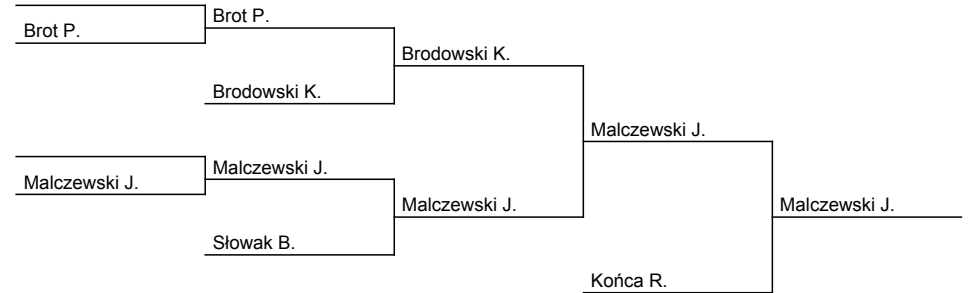 Brot P.
Brot P.
Brodowski K.
Brodowski K.
Malczewski J.
Malczewski J.
Malczewski J.
Malczewski J.
Malczewski J.
Słowak B.
Końca R.